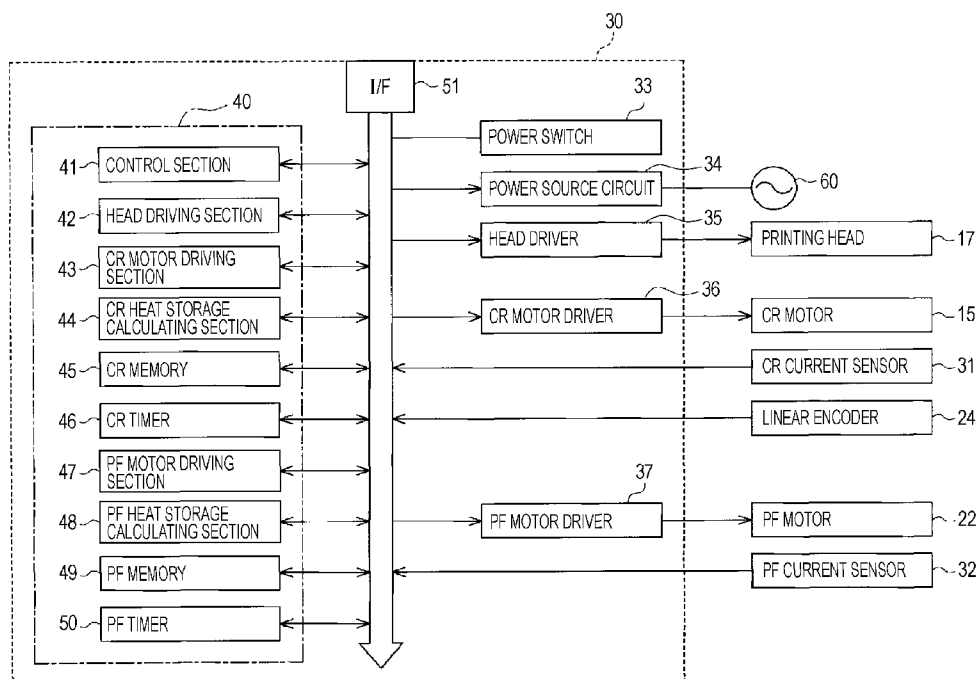 30
I/F
51
33
40
POWER SWITCH
34
41
CONTROL SECTION
POWER SOURCE CIRCUIT
60
35
42
HEAD DRIVING SECTION
HEAD DRIVER
PRINTING HEAD
17
43
CR MOTOR DRIVING
SECTION
36
44
CR HEAT STORAGE
CALCULATING SECTION
CR MOTOR DRIVER
CR MOTOR
15
45
CR MEMORY
CR CURRENT SENSOR
31
46
CR TIMER
LINEAR ENCODER
24
47
PF MOTOR DRIVING
SECTION
37
48
PF HEAT STORAGE
CALCULATING SECTION
PF MOTOR DRIVER
PF MOTOR
22
49
PF MEMORY
PF CURRENT SENSOR
32
50
PF TIMER